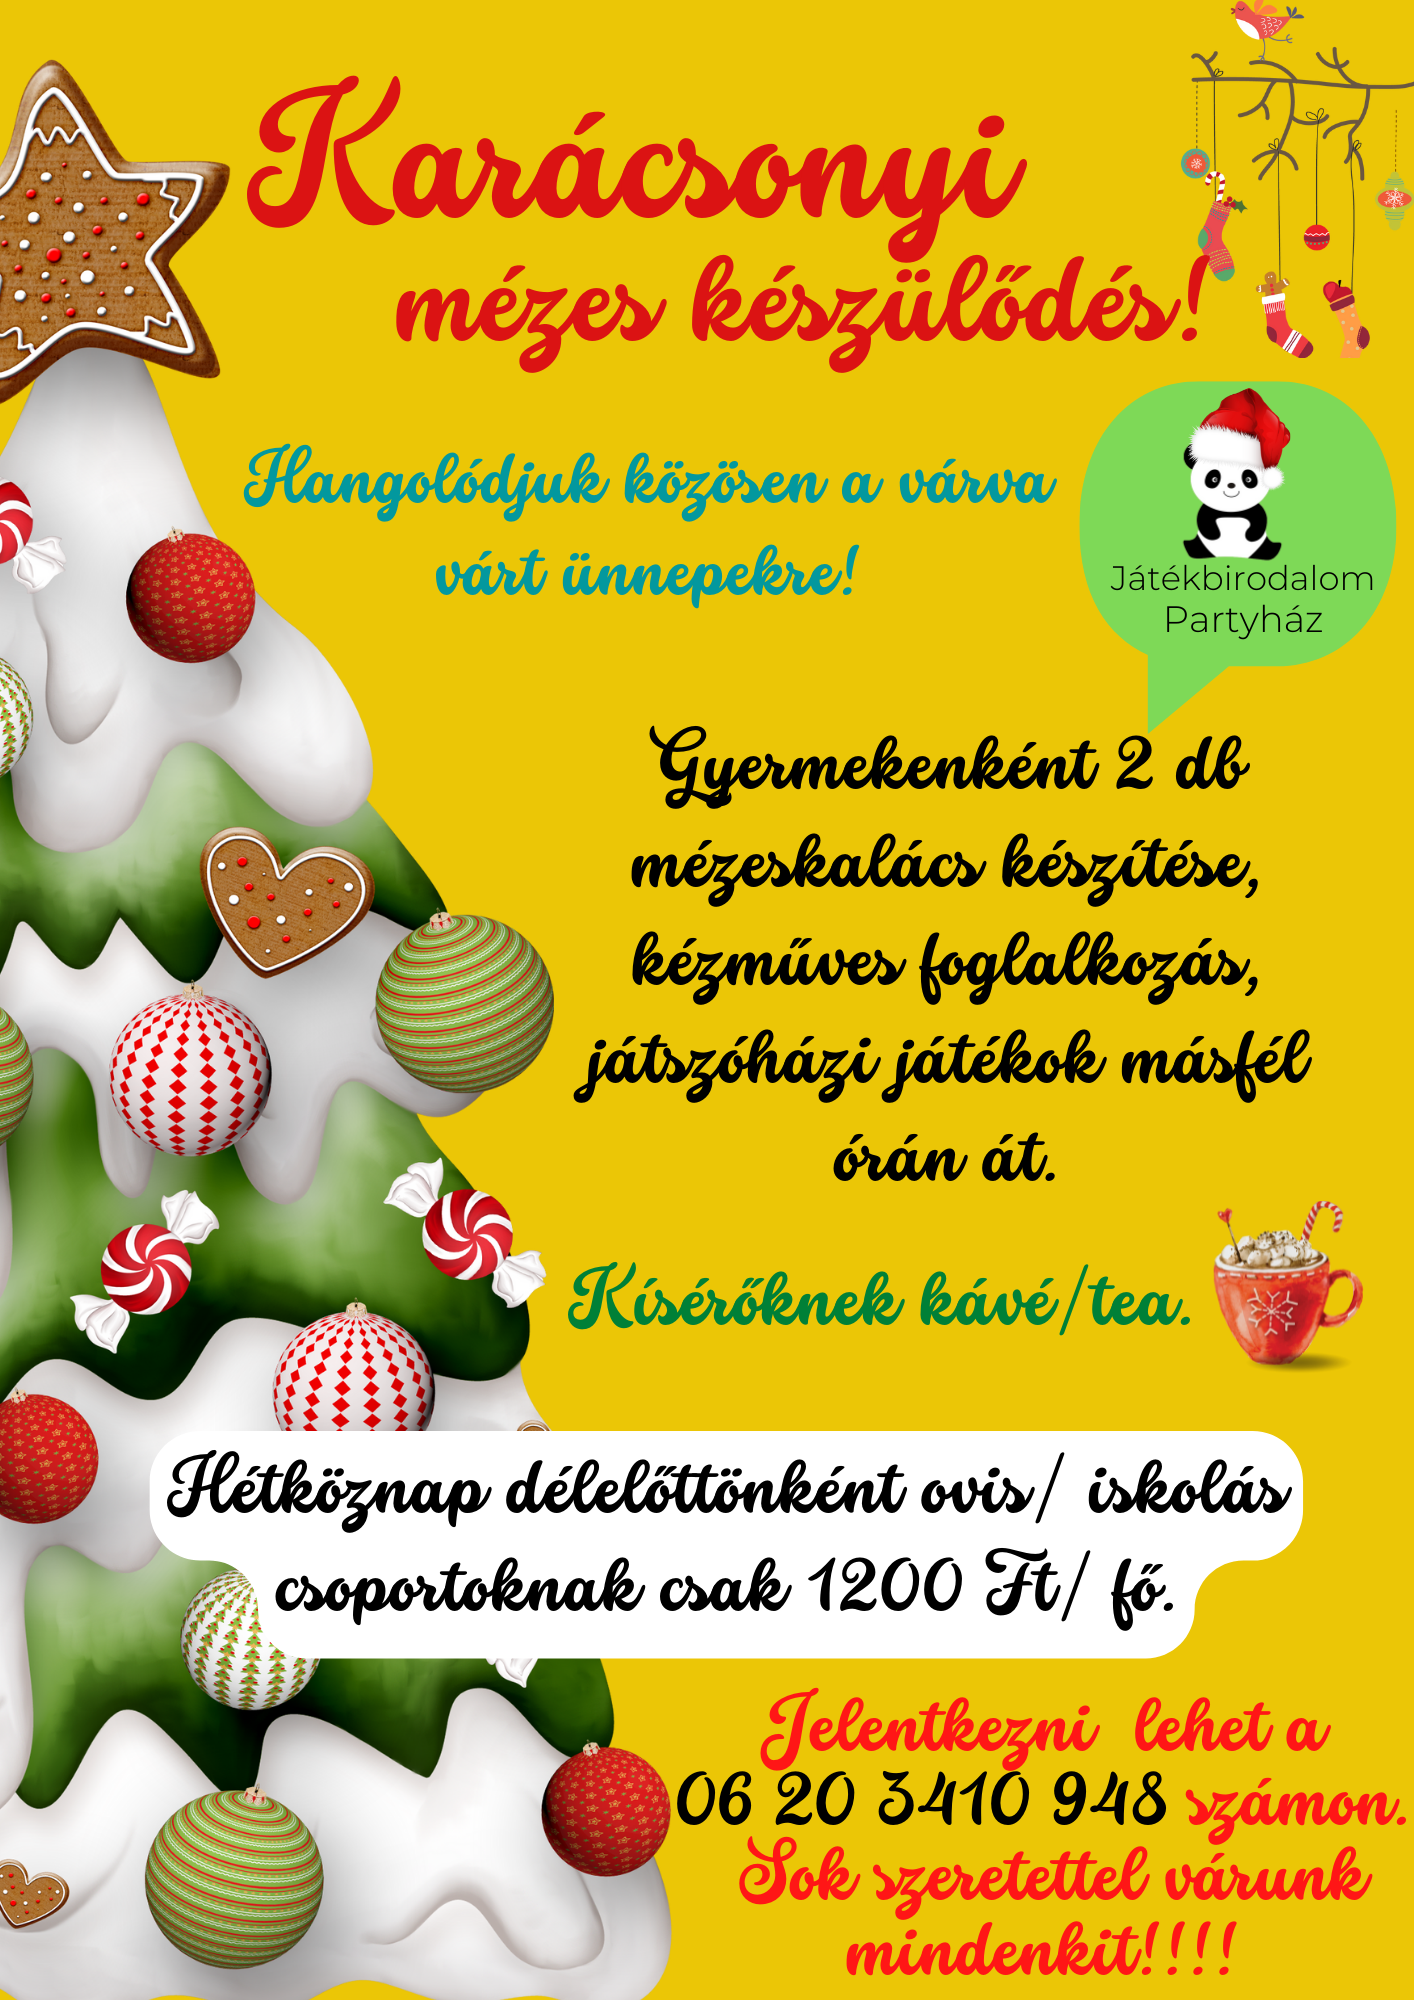 Karácsonyi
mézes készülődés!
Hangolódjuk közösen a várva
várt ünnepekre!
Játékbirodalom
Partyház
Gyermekenként 2 db
mézeskalács készítése,
kézműves foglalkozás,
játszóházi játékok másfél
órán át.
Kísérőknek kávé/tea.
Hétköznap délelőttönként ovis/ iskolás
csoportoknak csak 1200 Ft/ fő.
Jelentkezni lehet a
06 20 3410 948 számon.
Sok szeretettel várunk
mindenkit!!!!